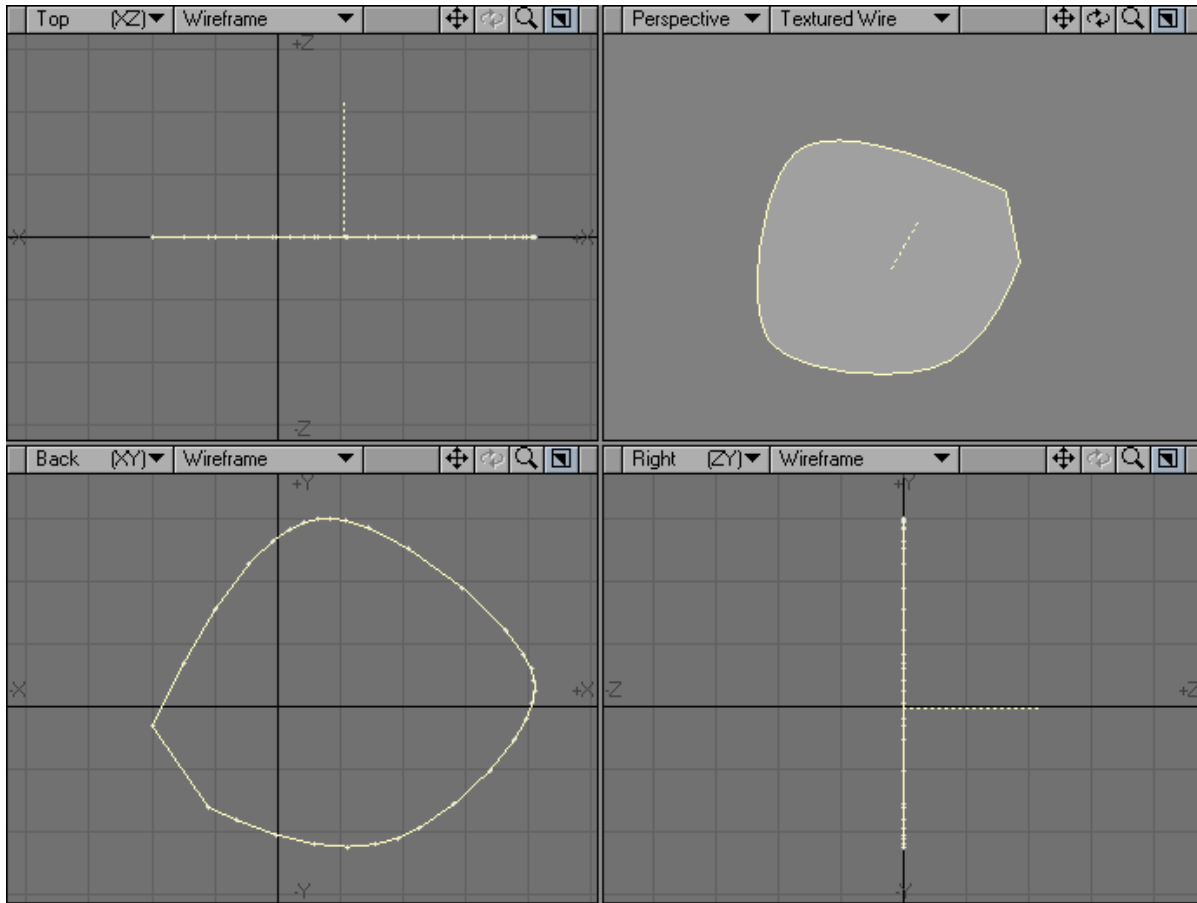 Top (XZ) Wireframe
Perspective Textured Wire
+Z
-X +X
-Z
Back (XY) Wireframe
Right (ZY) Wireframe
+Y +Y
-X +X -Z +Z
-Y -Y